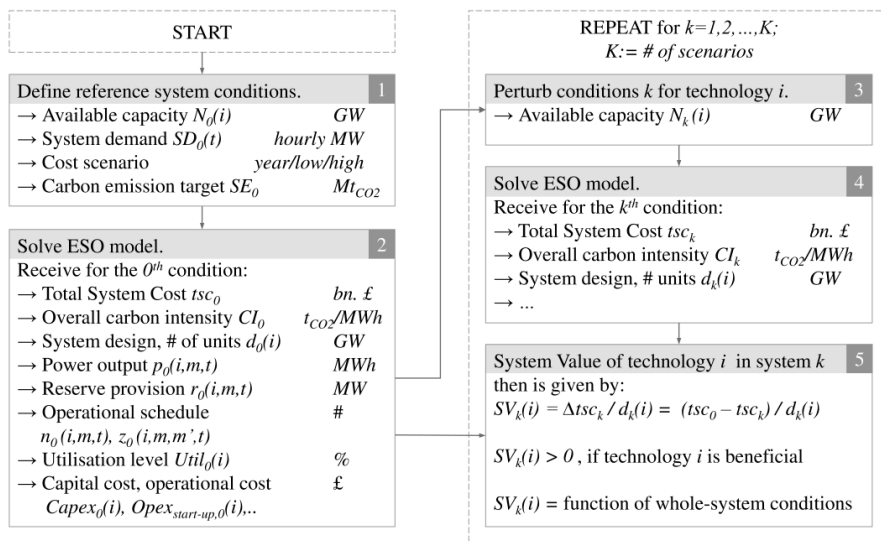 START
Define reference system conditions. 1
→ Available capacity N₀(i) GW
→ System demand SD₀(t) hourly MW
→ Cost scenario year/low/high
→ Carbon emission target SE₀ Mt_CO2
Solve ESO model. 2
Receive for the 0ᵗʰ condition:
→ Total System Cost tsc₀ bn. £
→ Overall carbon intensity CI₀ t_CO2/MWh
→ System design, # of units d₀(i) GW
→ Power output p₀(i,m,t) MWh
→ Reserve provision r₀(i,m,t) MW
→ Operational schedule #
n₀(i,m,t), z₀(i,m,m’,t)
→ Utilisation level Util₀(i) %
→ Capital cost, operational cost £
Capex₀(i), Opex_start-up,0(i),..
REPEAT for k=1,2,...,K;
K:= # of scenarios
Perturb conditions k for technology i. 3
→ Available capacity Nₖ(i) GW
Solve ESO model. 4
Receive for the kᵗʰ condition:
→ Total System Cost tscₖ bn. £
→ Overall carbon intensity CIₖ t_CO2/MWh
→ System design, # units dₖ(i) GW
→ ...
System Value of technology i in system k 5
then is given by:
SVₖ(i) = Δtscₖ / dₖ(i) = (tsc₀ – tscₖ) / dₖ(i)
SVₖ(i) > 0 , if technology i is beneficial
SVₖ(i) = function of whole-system conditions